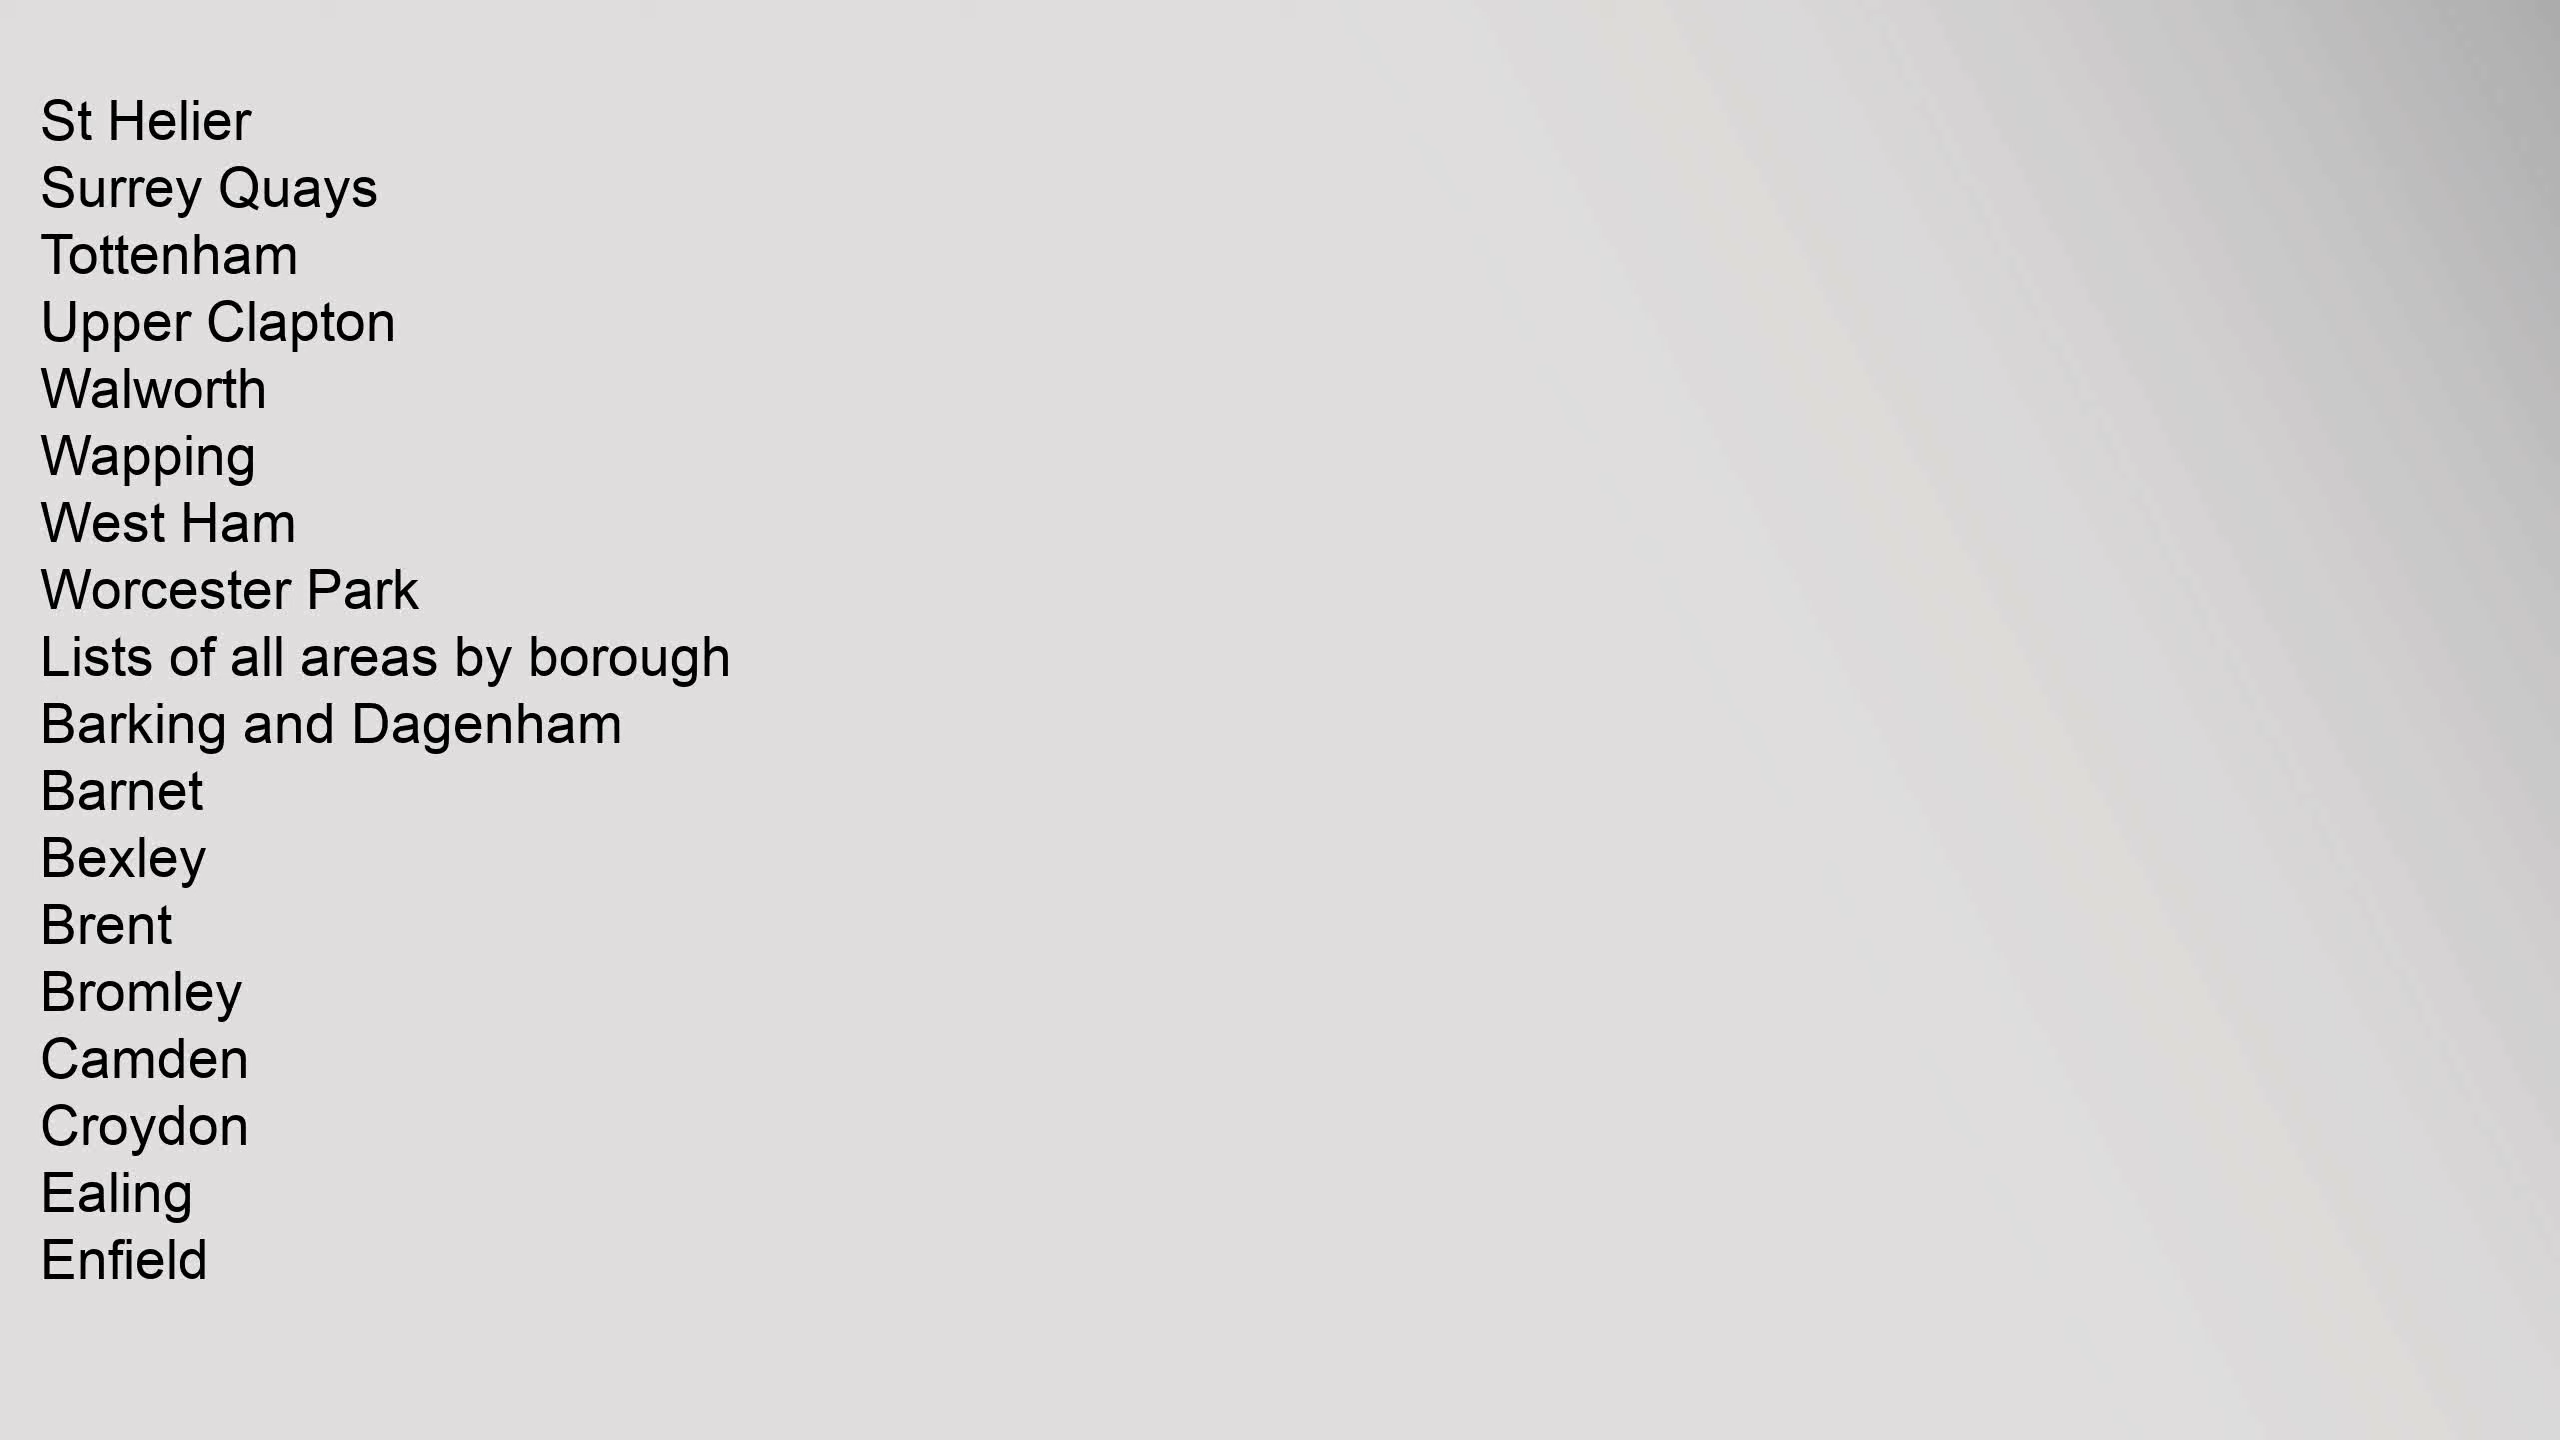 St Helier
Surrey Quays
Tottenham
Upper Clapton
Walworth
Wapping
West Ham
Worcester Park
Lists of all areas by borough
Barking and Dagenham
Barnet
Bexley
Brent
Bromley
Camden
Croydon
Ealing
Enfield